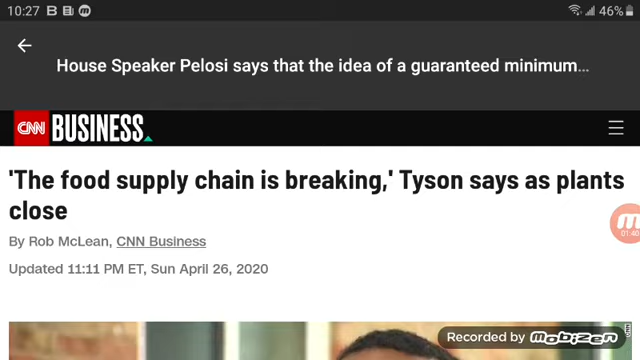 10:27 B 46%
House Speaker Pelosi says that the idea of a guaranteed minimum...
CNN BUSINESS
'The food supply chain is breaking,' Tyson says as plants
close
By Rob McLean, CNN Business
Updated 11:11 PM ET, Sun April 26, 2020
01:40
Recorded by mobizen